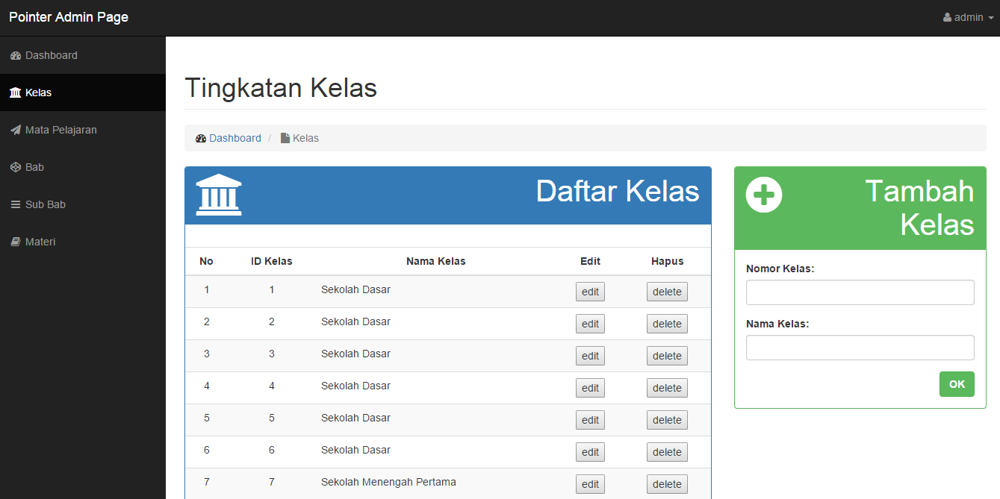 Pointer Admin Page
admin
Dashboard
Kelas
Mata Pelajaran
Bab
Sub Bab
Materi
Tingkatan Kelas
Dashboard / Kelas
Daftar Kelas
No ID Kelas Nama Kelas Edit Hapus
1 1 Sekolah Dasar edit delete
2 2 Sekolah Dasar edit delete
3 3 Sekolah Dasar edit delete
4 4 Sekolah Dasar edit delete
5 5 Sekolah Dasar edit delete
6 6 Sekolah Dasar edit delete
7 7 Sekolah Menengah Pertama edit delete
Tambah
Kelas
Nomor Kelas:
Nama Kelas:
OK